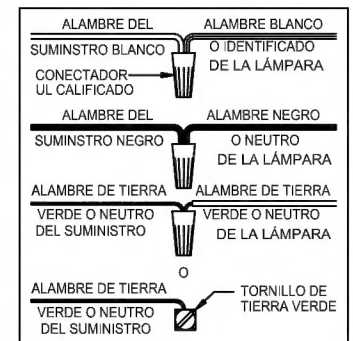 ALAMBRE DEL ALAMBRE BLANCO
SUMINSTRO BLANCO O IDENTIFICADO
DE LA LÁMPARA
CONECTADOR
UL CALIFICADO
ALAMBRE DEL ALAMBRE NEGRO
SUMINSTRO NEGRO O NEUTRO
DE LA LÁMPARA
ALAMBRE DE TIERRA ALAMBRE DE TIERRA
VERDE O NEUTRO VERDE O NEUTRO
DEL SUMINISTRO DE LA LÁMPARA
O
ALAMBRE DE TIERRA TORNILLO DE
VERDE O NEUTRO TIERRA VERDE
DEL SUMINISTRO